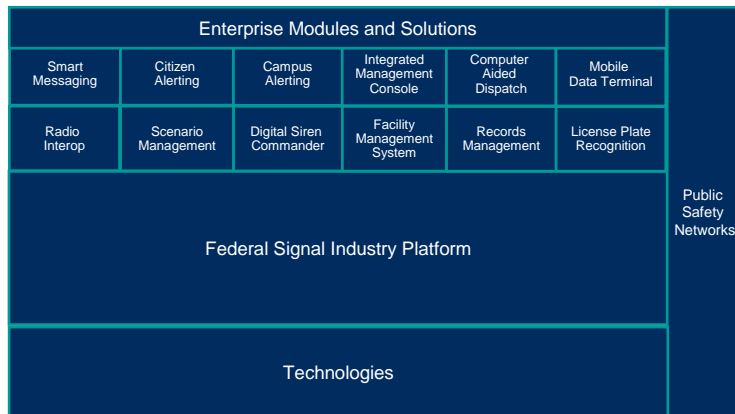 Enterprise Modules and Solutions
Smart
Messaging
Citizen
Alerting
Campus
Alerting
Integrated
Management
Console
Computer
Aided
Dispatch
Mobile
Data Terminal
Radio
Interop
Scenario
Management
Digital Siren
Commander
Facility
Management
System
Records
Management
License Plate
Recognition
Federal Signal Industry Platform
Technologies
Public
Safety
Networks